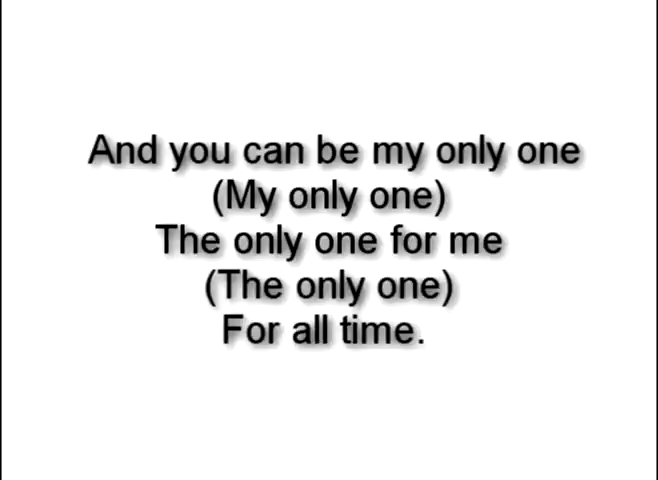 And you can be my only one
(My only one)
The only one for me
(The only one)
For all time.